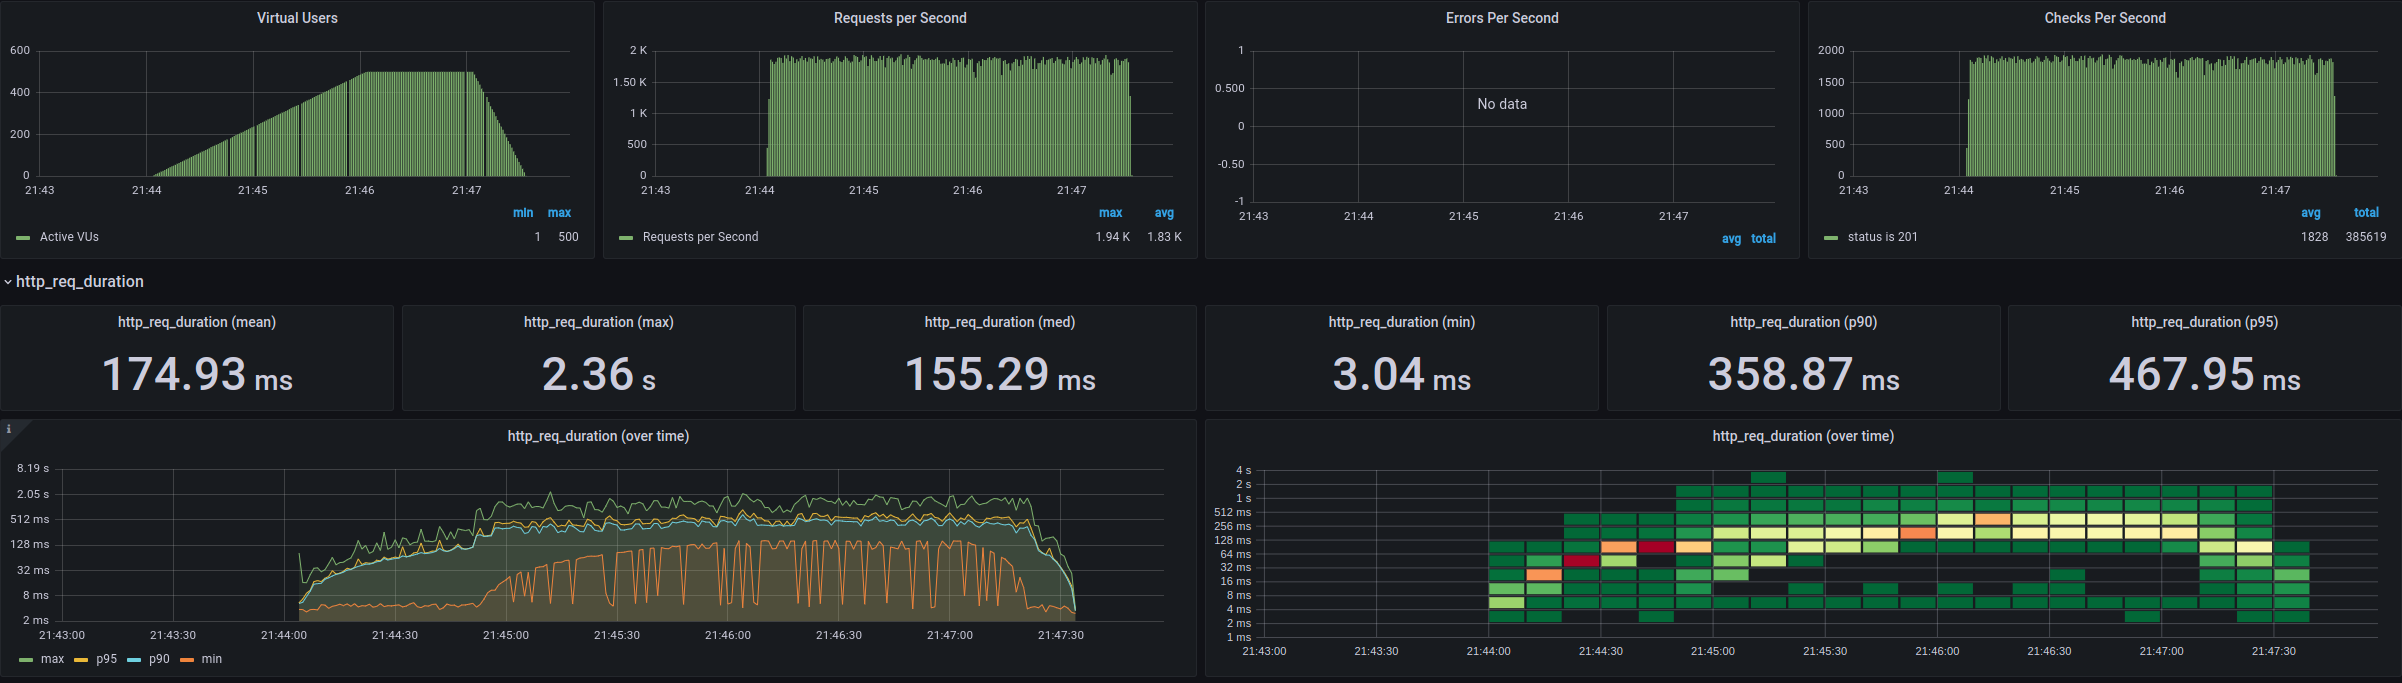 Virtual Users
600
400
200
0
21:43 21:44 21:45 21:46 21:47
min max
Active VUs 1 500
Requests per Second
2 K
1.50 K
1 K
500
0
21:43 21:44 21:45 21:46 21:47
max avg
Requests per Second 1.94 K 1.83 K
Errors Per Second
1
0.500
0
-0.50
-1
No data
21:43 21:44 21:45 21:46 21:47
avg total
Checks Per Second
2000
1500
1000
500
0
21:43 21:44 21:45 21:46 21:47
avg total
status is 201 1828 385619
http_req_duration
http_req_duration (mean)
174.93 ms
http_req_duration (max)
2.36 s
http_req_duration (med)
155.29 ms
http_req_duration (min)
3.04 ms
http_req_duration (p90)
358.87 ms
http_req_duration (p95)
467.95 ms
i
http_req_duration (over time)
8.19 s
2.05 s
512 ms
128 ms
32 ms
8 ms
2 ms
21:43:00 21:43:30 21:44:00 21:44:30 21:45:00 21:45:30 21:46:00 21:46:30 21:47:00 21:47:30
max p95 p90 min
http_req_duration (over time)
4 s
2 s
1 s
512 ms
256 ms
128 ms
64 ms
32 ms
16 ms
8 ms
4 ms
2 ms
1 ms
21:43:00 21:43:30 21:44:00 21:44:30 21:45:00 21:45:30 21:46:00 21:46:30 21:47:00 21:47:30